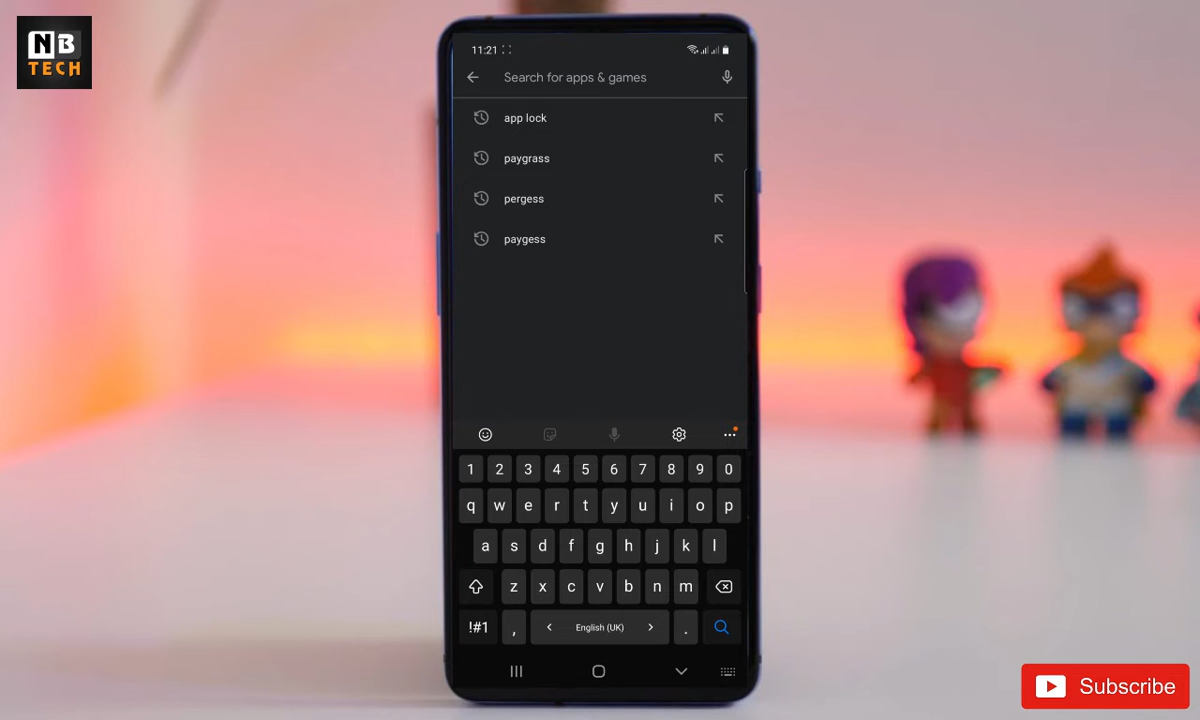 NB
TECH
11:21
Search for apps & games
app lock
paygrass
pergess
paygess
1 2 3 4 5 6 7 8 9 0
q w e r t y u i o p
a s d f g h j k l
z x c v b n m
!#1 , English (UK) .
Subscribe